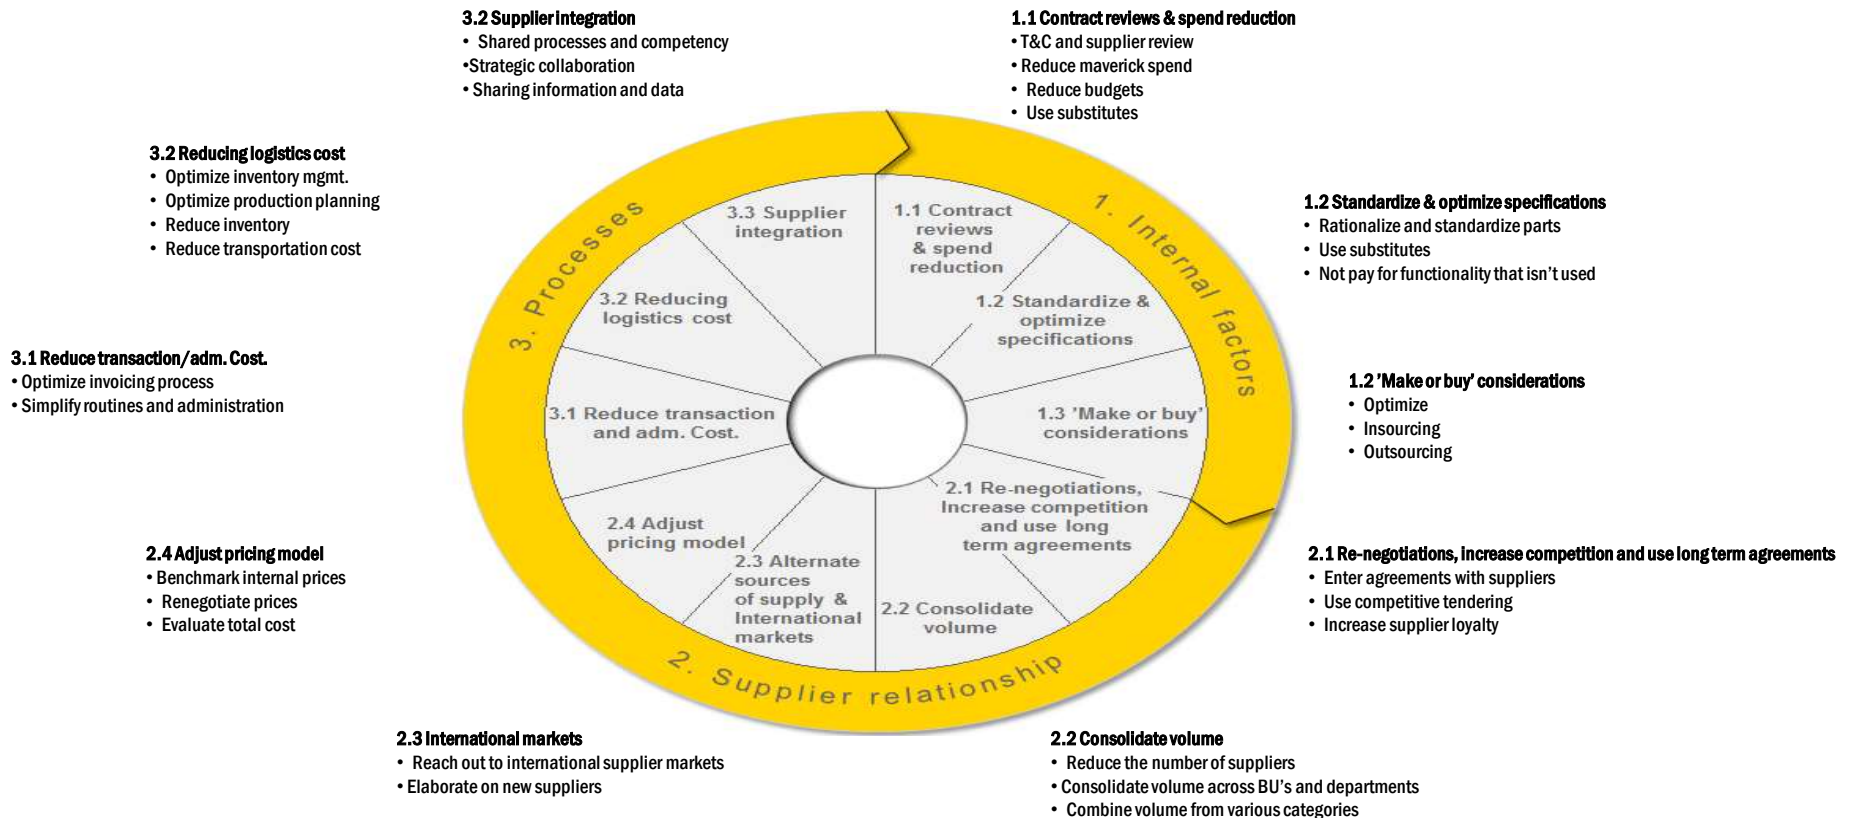 3.2 Supplier integration
• Shared processes and competency
•Strategic collaboration
• Sharing information and data
1.1 Contract reviews & spend reduction
• T&C and supplier review
• Reduce maverick spend
• Reduce budgets
• Use substitutes
3.2 Reducing logistics cost
• Optimize inventory mgmt.
• Optimize production planning
• Reduce inventory
• Reduce transportation cost
1.2 Standardize & optimize specifications
• Rationalize and standardize parts
• Use substitutes
• Not pay for functionality that isn't used
3.1 Reduce transaction/adm. Cost.
• Optimize invoicing process
• Simplify routines and administration
1.2 'Make or buy' considerations
• Optimize
• Insourcing
• Outsourcing
2.4 Adjust pricing model
• Benchmark internal prices
• Renegotiate prices
• Evaluate total cost
2.1 Re-negotiations, increase competition and use long term agreements
• Enter agreements with suppliers
• Use competitive tendering
• Increase supplier loyalty
2.3 International markets
• Reach out to international supplier markets
• Elaborate on new suppliers
2.2 Consolidate volume
• Reduce the number of suppliers
• Consolidate volume across BU's and departments
• Combine volume from various categories
1. Internal factors
2. Supplier relationship
3. Processes
1.1 Contract
reviews
& spend
reduction
1.2 Standardize &
optimize
specifications
1.3 'Make or buy'
considerations
2.1 Re-negotiations,
Increase competition
and use long
term agreements
2.2 Consolidate
volume
2.3 Alternate
sources
of supply &
International
markets
2.4 Adjust
pricing model
3.1 Reduce transaction
and adm. Cost.
3.2 Reducing
logistics cost
3.3 Supplier
integration